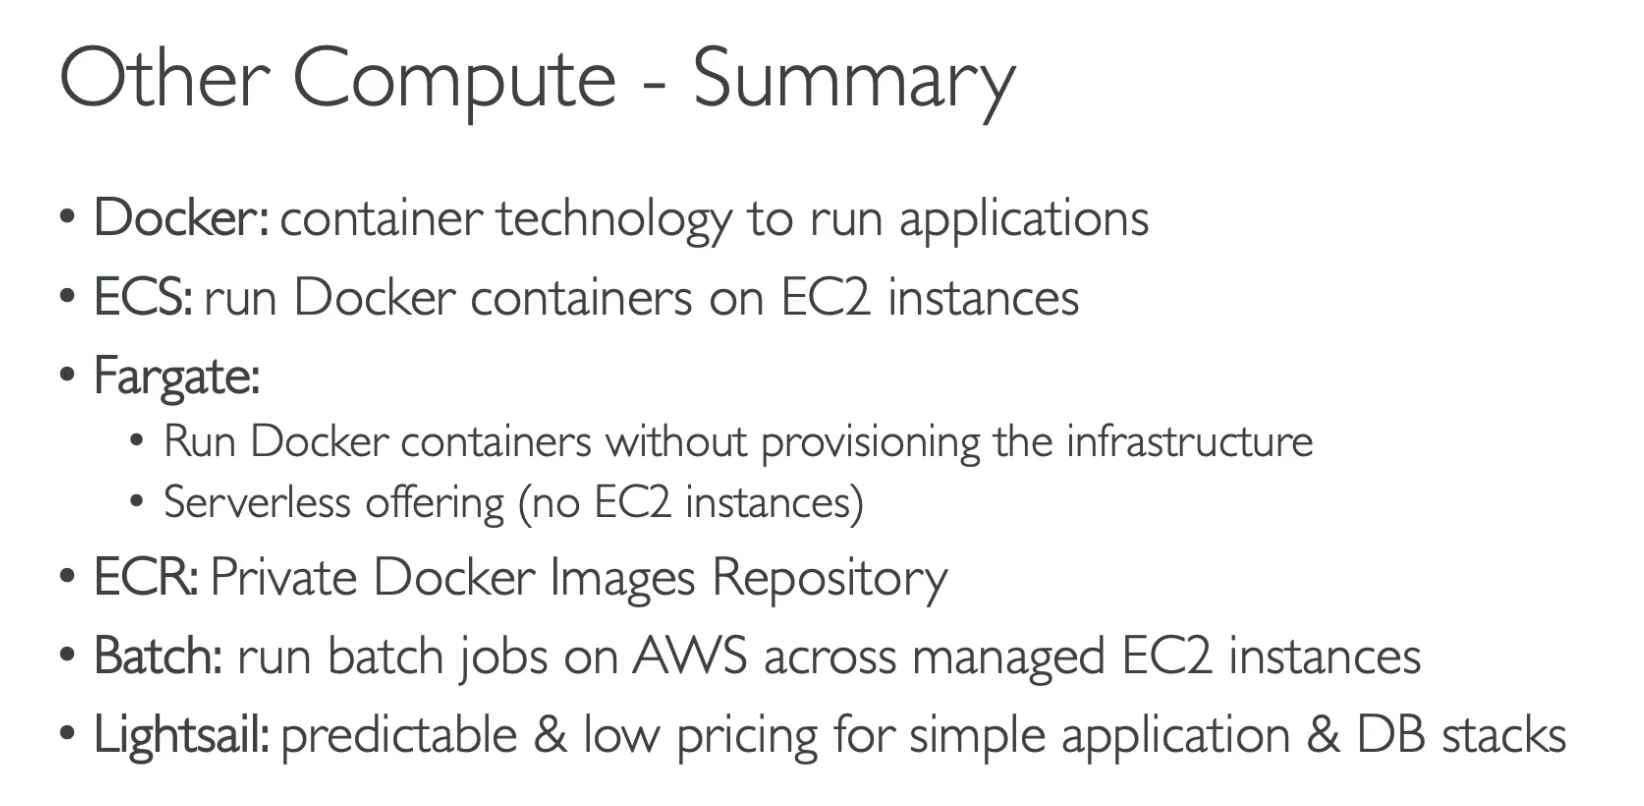 Other Compute - Summary
• Docker: container technology to run applications
• ECS: run Docker containers on EC2 instances
• Fargate:
• Run Docker containers without provisioning the infrastructure
• Serverless offering (no EC2 instances)
• ECR: Private Docker Images Repository
• Batch: run batch jobs on AWS across managed EC2 instances
• Lightsail: predictable & low pricing for simple application & DB stacks